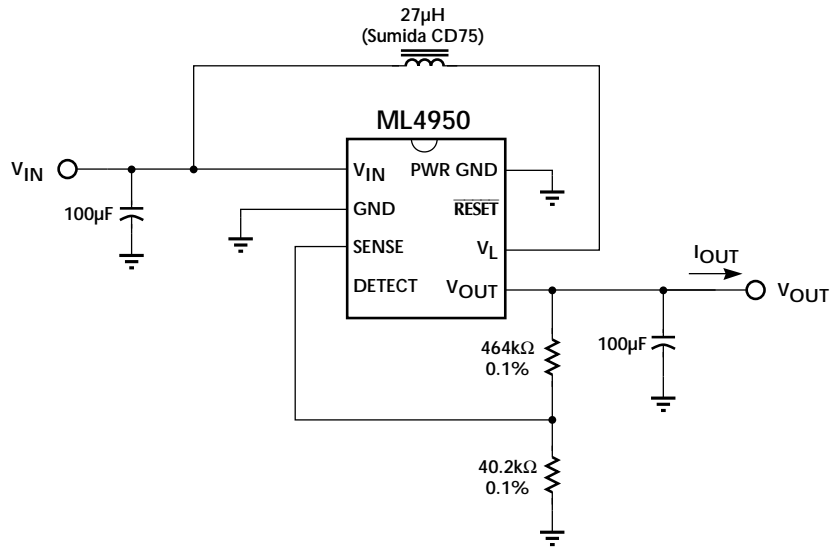 27µH
(Sumida CD75)
ML4950
VIN
VIN
PWR GND
100µF
GND
RESET
SENSE
VL
IOUT
DETECT
VOUT
VOUT
464kΩ
0.1%
100µF
40.2kΩ
0.1%